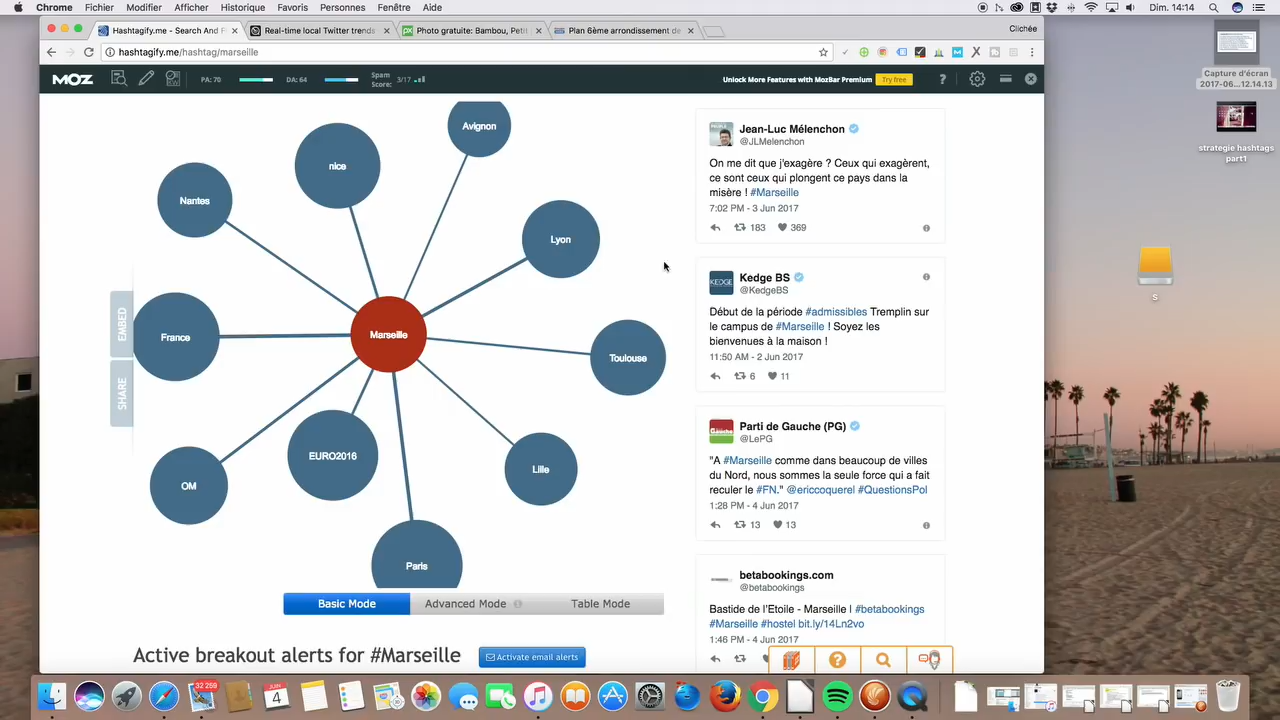 Chrome Fichier Modifier Afficher Historique Favoris Personnes Fenêtre Aide Dim. 14:14
Hashtagify.me - Search And F Real-time local Twitter trends Photo gratuite: Bambou, Peti Plan 6ème arrondissement de Clichée
hashtagify.me/hashtag/marseille
MOZ PA: 70 DA: 64 Spam Score: 3/17 Unlock More Features with MozBar Premium Try free
Avignon
nice
Nantes
Lyon
France
Marseille
Toulouse
EURO2016
Lille
OM
Paris
SHARED
SHARE
Basic Mode Advanced Mode Table Mode
Active breakout alerts for #Marseille Activate email alerts
Jean-Luc Mélenchon
@JLMelenchon
On me dit que j'exagère ? Ceux qui exagèrent,
ce sont ceux qui plongent ce pays dans la
misère ! #Marseille
7:02 PM - 3 Jun 2017
183 369
KEDGE
Kedge BS
@KedgeBS
Début de la période #admissibles Tremplin sur
le campus de #Marseille ! Soyez les
bienvenues à la maison !
11:50 AM - 2 Jun 2017
6 11
Parti de Gauche (PG)
@LePG
"A #Marseille comme dans beaucoup de villes
du Nord, nous sommes la seule force qui a fait
reculer le #FN." @ericcoquerel #QuestionsPol
1:28 PM - 4 Jun 2017
13 13
betabookings.com
@betabookings
Bastide de l'Etoile - Marseille | #betabookings
#Marseille #hostel bit.ly/14Ln2vo
1:46 PM - 4 Jun 2017
Capture d'écran
2017-06...12.14.13
strategie hashtags
part1
S
32 259
4